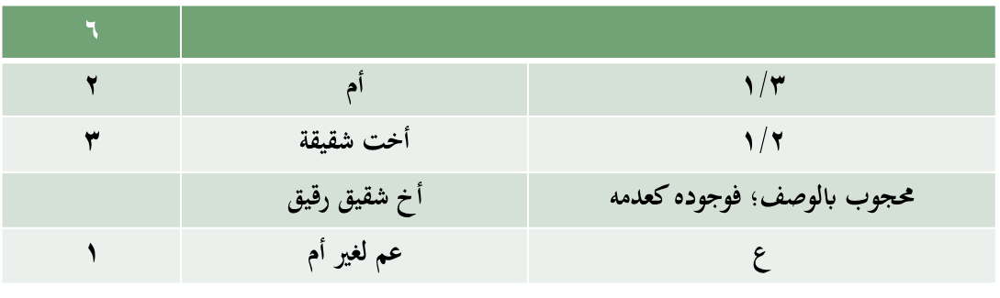 ٦
١/٣ أم ٢
١/٢ أخت شقيقة ٣
محجوب بالوصف؛ فوجوده كعدمه أخ شقيق رقيق
ع عم لغير أم ١